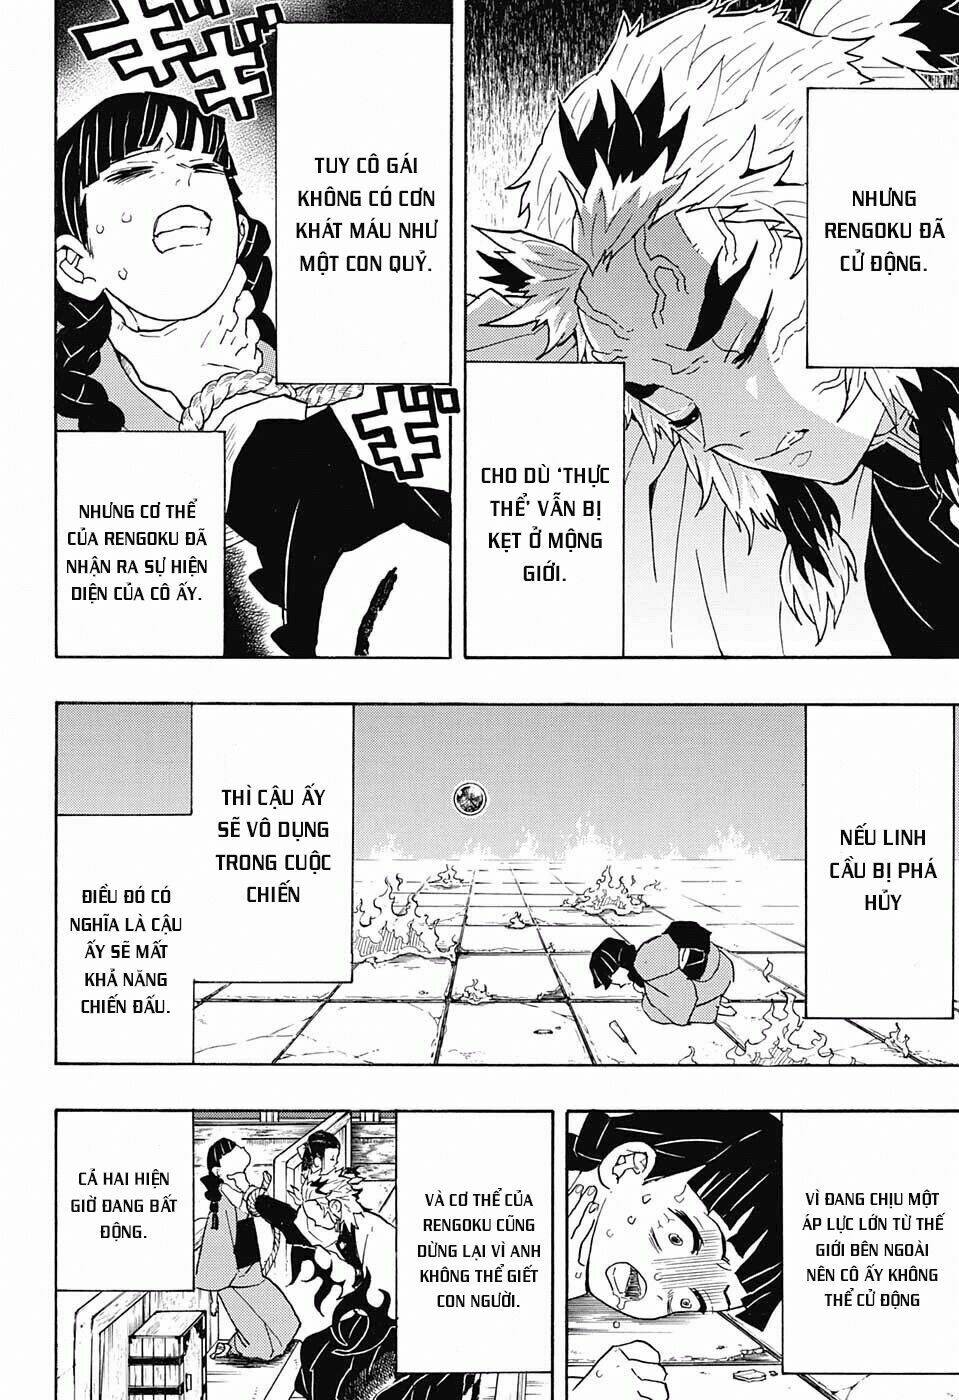 NHƯNG
RENGOKU ĐÃ
CỬ ĐỘNG.
CHO DÙ ‘THỰC
THỂ’ VẪN BỊ
KẸT Ở MỘNG
GIỚI.
TUY CÔ GÁI
KHÔNG CÓ CƠN
KHÁT MÁU NHƯ
MỘT CON QUỶ.
NHƯNG CƠ THỂ
CỦA RENGOKU ĐÃ
NHẬN RA SỰ HIỆN
DIỆN CỦA CÔ ẤY.
ギギギ
ギギ
NẾU LINH
CẦU BỊ PHÁ
HỦY
THÌ CẬU ẤY
SẼ VÔ DỤNG
TRONG CUỘC
CHIẾN
ĐIỀU ĐÓ CÓ
NGHĨA LÀ CẬU
ẤY SẼ MẤT
KHẢ NĂNG
CHIẾN ĐẤU.
VÌ ĐANG CHỊU MỘT
ÁP LỰC LỚN TỪ THẾ
GIỚI BÊN NGOÀI
NÊN CÔ ẤY KHÔNG
THỂ CỬ ĐỘNG
VÀ CƠ THỂ CỦA
RENGOKU CŨNG
DỪNG LẠI VÌ ANH
KHÔNG THỂ GIẾT
CON NGƯỜI.
CẢ HAI HIỆN
GIỜ ĐANG BẤT
ĐỘNG.